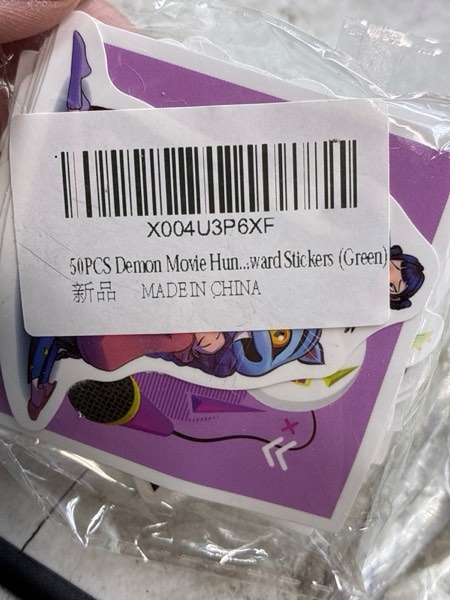 X004U3P6XF
50PCS Demon Movie Hun...ward Stickers (Green)
新品 MADE IN CHINA